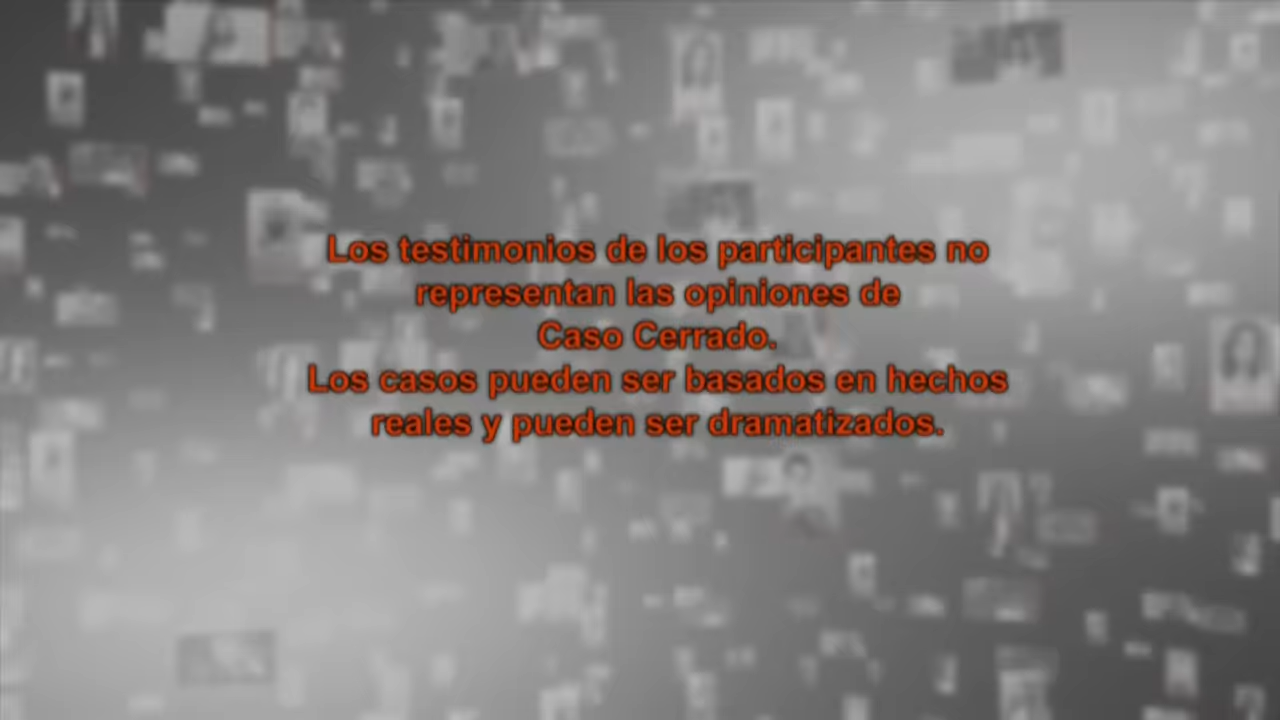 Los testimonios de los participantes no
representan las opiniones de
Caso Cerrado.
Los casos pueden ser basados en hechos
reales y pueden ser dramatizados.